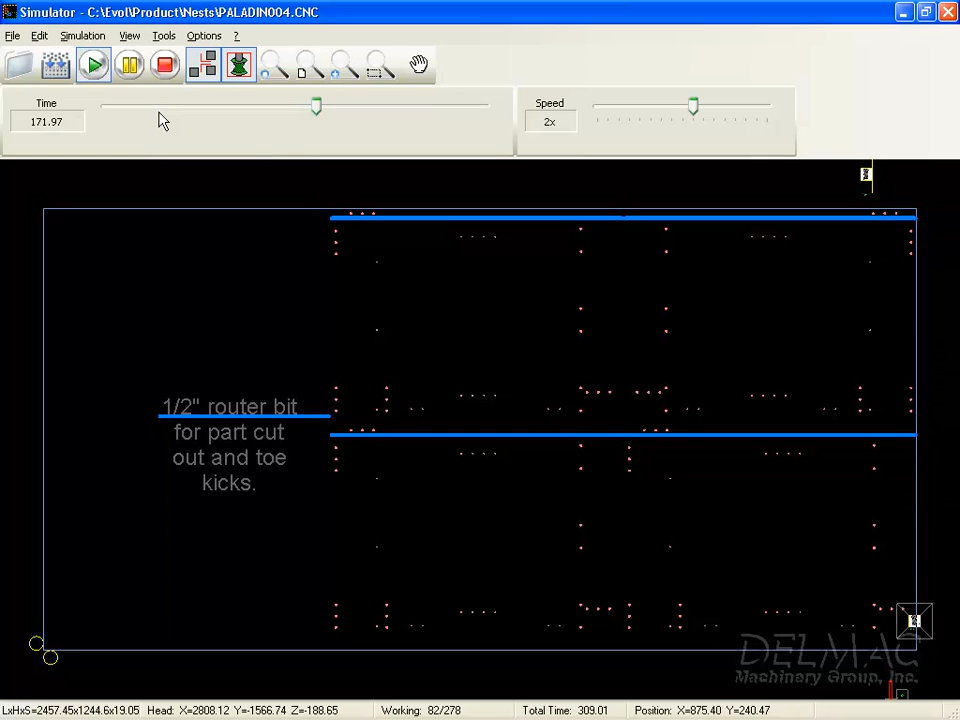 Simulator - C:\Evol\Product\Nests\PALADIN004.CNC
File Edit Simulation View Tools Options ?
Time
171.97
Speed
2x
1/2" router bit
for part cut
out and toe
kicks.
DELMAC
Machinery Group, Inc.
LxHxS=2457.45x1244.6x19.05 Head: X=2808.12 Y=-1566.74 Z=-188.65 Working: 82/278 Total Time: 309.01 Position: X=875.40 Y=240.47